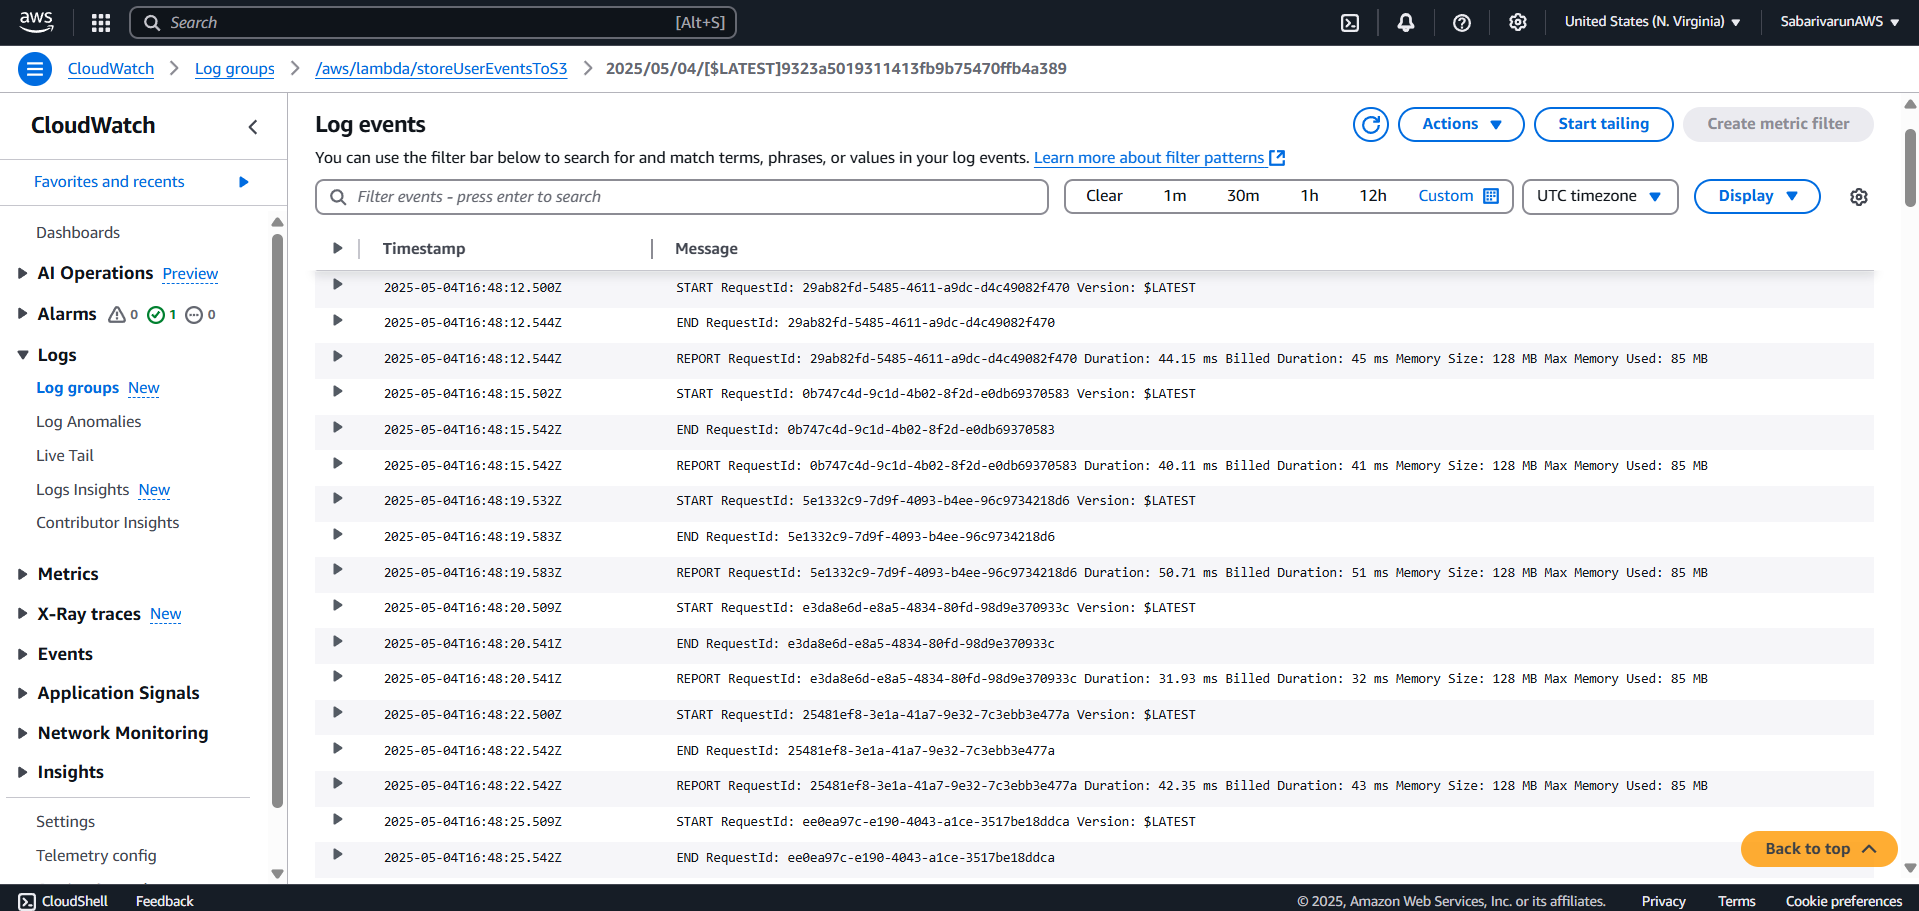 aws
Search [Alt+S]
United States (N. Virginia)
SabarivarunAWS
CloudWatch
Log groups
/aws/lambda/storeUserEventsToS3
2025/05/04/[$LATEST]9323a5019311413fb9b75470ffb4a389
CloudWatch
Favorites and recents
Dashboards
AI Operations Preview
Alarms 0 1 0
Logs
Log groups New
Log Anomalies
Live Tail
Logs Insights New
Contributor Insights
Metrics
X-Ray traces New
Events
Application Signals
Network Monitoring
Insights
Settings
Telemetry config
Log events
Actions
Start tailing
Create metric filter
You can use the filter bar below to search for and match terms, phrases, or values in your log events. Learn more about filter patterns
Filter events - press enter to search
Clear 1m 30m 1h 12h Custom
UTC timezone
Display
Timestamp Message
2025-05-04T16:48:12.500Z START RequestId: 29ab82fd-5485-4611-a9dc-d4c49082f470 Version: $LATEST
2025-05-04T16:48:12.544Z END RequestId: 29ab82fd-5485-4611-a9dc-d4c49082f470
2025-05-04T16:48:12.544Z REPORT RequestId: 29ab82fd-5485-4611-a9dc-d4c49082f470 Duration: 44.15 ms Billed Duration: 45 ms Memory Size: 128 MB Max Memory Used: 85 MB
2025-05-04T16:48:15.502Z START RequestId: 0b747c4d-9c1d-4b02-8f2d-e0db69370583 Version: $LATEST
2025-05-04T16:48:15.542Z END RequestId: 0b747c4d-9c1d-4b02-8f2d-e0db69370583
2025-05-04T16:48:15.542Z REPORT RequestId: 0b747c4d-9c1d-4b02-8f2d-e0db69370583 Duration: 40.11 ms Billed Duration: 41 ms Memory Size: 128 MB Max Memory Used: 85 MB
2025-05-04T16:48:19.532Z START RequestId: 5e1332c9-7d9f-4093-b4ee-96c9734218d6 Version: $LATEST
2025-05-04T16:48:19.583Z END RequestId: 5e1332c9-7d9f-4093-b4ee-96c9734218d6
2025-05-04T16:48:19.583Z REPORT RequestId: 5e1332c9-7d9f-4093-b4ee-96c9734218d6 Duration: 50.71 ms Billed Duration: 51 ms Memory Size: 128 MB Max Memory Used: 85 MB
2025-05-04T16:48:20.509Z START RequestId: e3da8e6d-e8a5-4834-80fd-98d9e370933c Version: $LATEST
2025-05-04T16:48:20.541Z END RequestId: e3da8e6d-e8a5-4834-80fd-98d9e370933c
2025-05-04T16:48:20.541Z REPORT RequestId: e3da8e6d-e8a5-4834-80fd-98d9e370933c Duration: 31.93 ms Billed Duration: 32 ms Memory Size: 128 MB Max Memory Used: 85 MB
2025-05-04T16:48:22.500Z START RequestId: 25481ef8-3e1a-41a7-9e32-7c3ebb3e477a Version: $LATEST
2025-05-04T16:48:22.542Z END RequestId: 25481ef8-3e1a-41a7-9e32-7c3ebb3e477a
2025-05-04T16:48:22.542Z REPORT RequestId: 25481ef8-3e1a-41a7-9e32-7c3ebb3e477a Duration: 42.35 ms Billed Duration: 43 ms Memory Size: 128 MB Max Memory Used: 85 MB
2025-05-04T16:48:25.509Z START RequestId: ee0ea97c-e190-4043-a1ce-3517be18ddca Version: $LATEST
2025-05-04T16:48:25.542Z END RequestId: ee0ea97c-e190-4043-a1ce-3517be18ddca
Back to top
CloudShell Feedback © 2025, Amazon Web Services, Inc. or its affiliates. Privacy Terms Cookie preferences